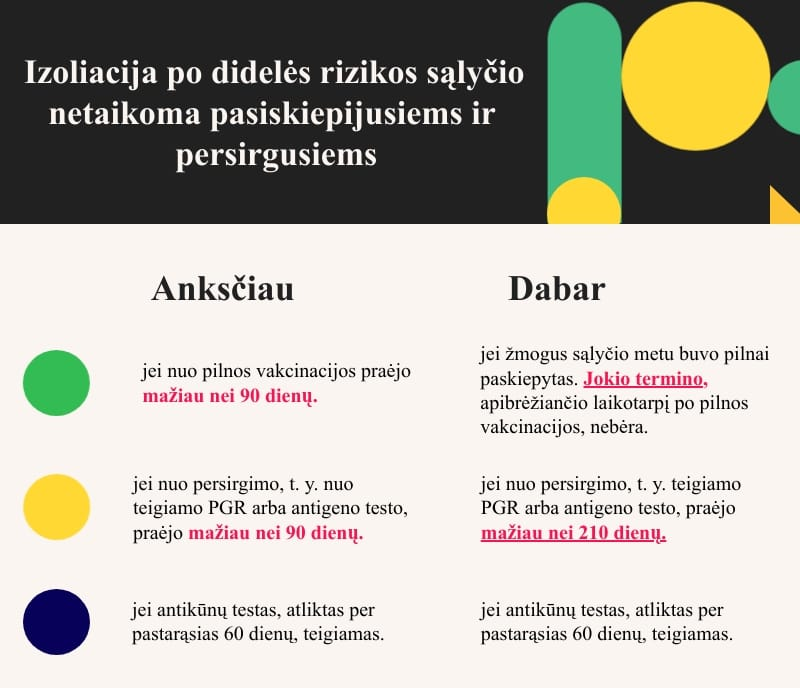 Izoliacija po didelės rizikos sąlyčio
netaikoma pasiskiepijusiems ir
persirgusiems
Anksčiau
jei nuo pilnos vakcinacijos praėjo
mažiau nei 90 dienų.
jei nuo persirgimo, t. y. nuo
teigiamo PGR arba antigeno testo,
praėjo mažiau nei 90 dienų.
jei antikūnų testas, atliktas per
pastarąsias 60 dienų, teigiamas.
Dabar
jei žmogus sąlyčio metu buvo pilnai
paskiepytas. Jokio termino,
apibrėžiančio laikotarpį po pilnos
vakcinacijos, nebėra.
jei nuo persirgimo, t. y. teigiamo
PGR arba antigeno testo, praėjo
mažiau nei 210 dienų.
jei antikūnų testas, atliktas per
pastarąsias 60 dienų, teigiamas.